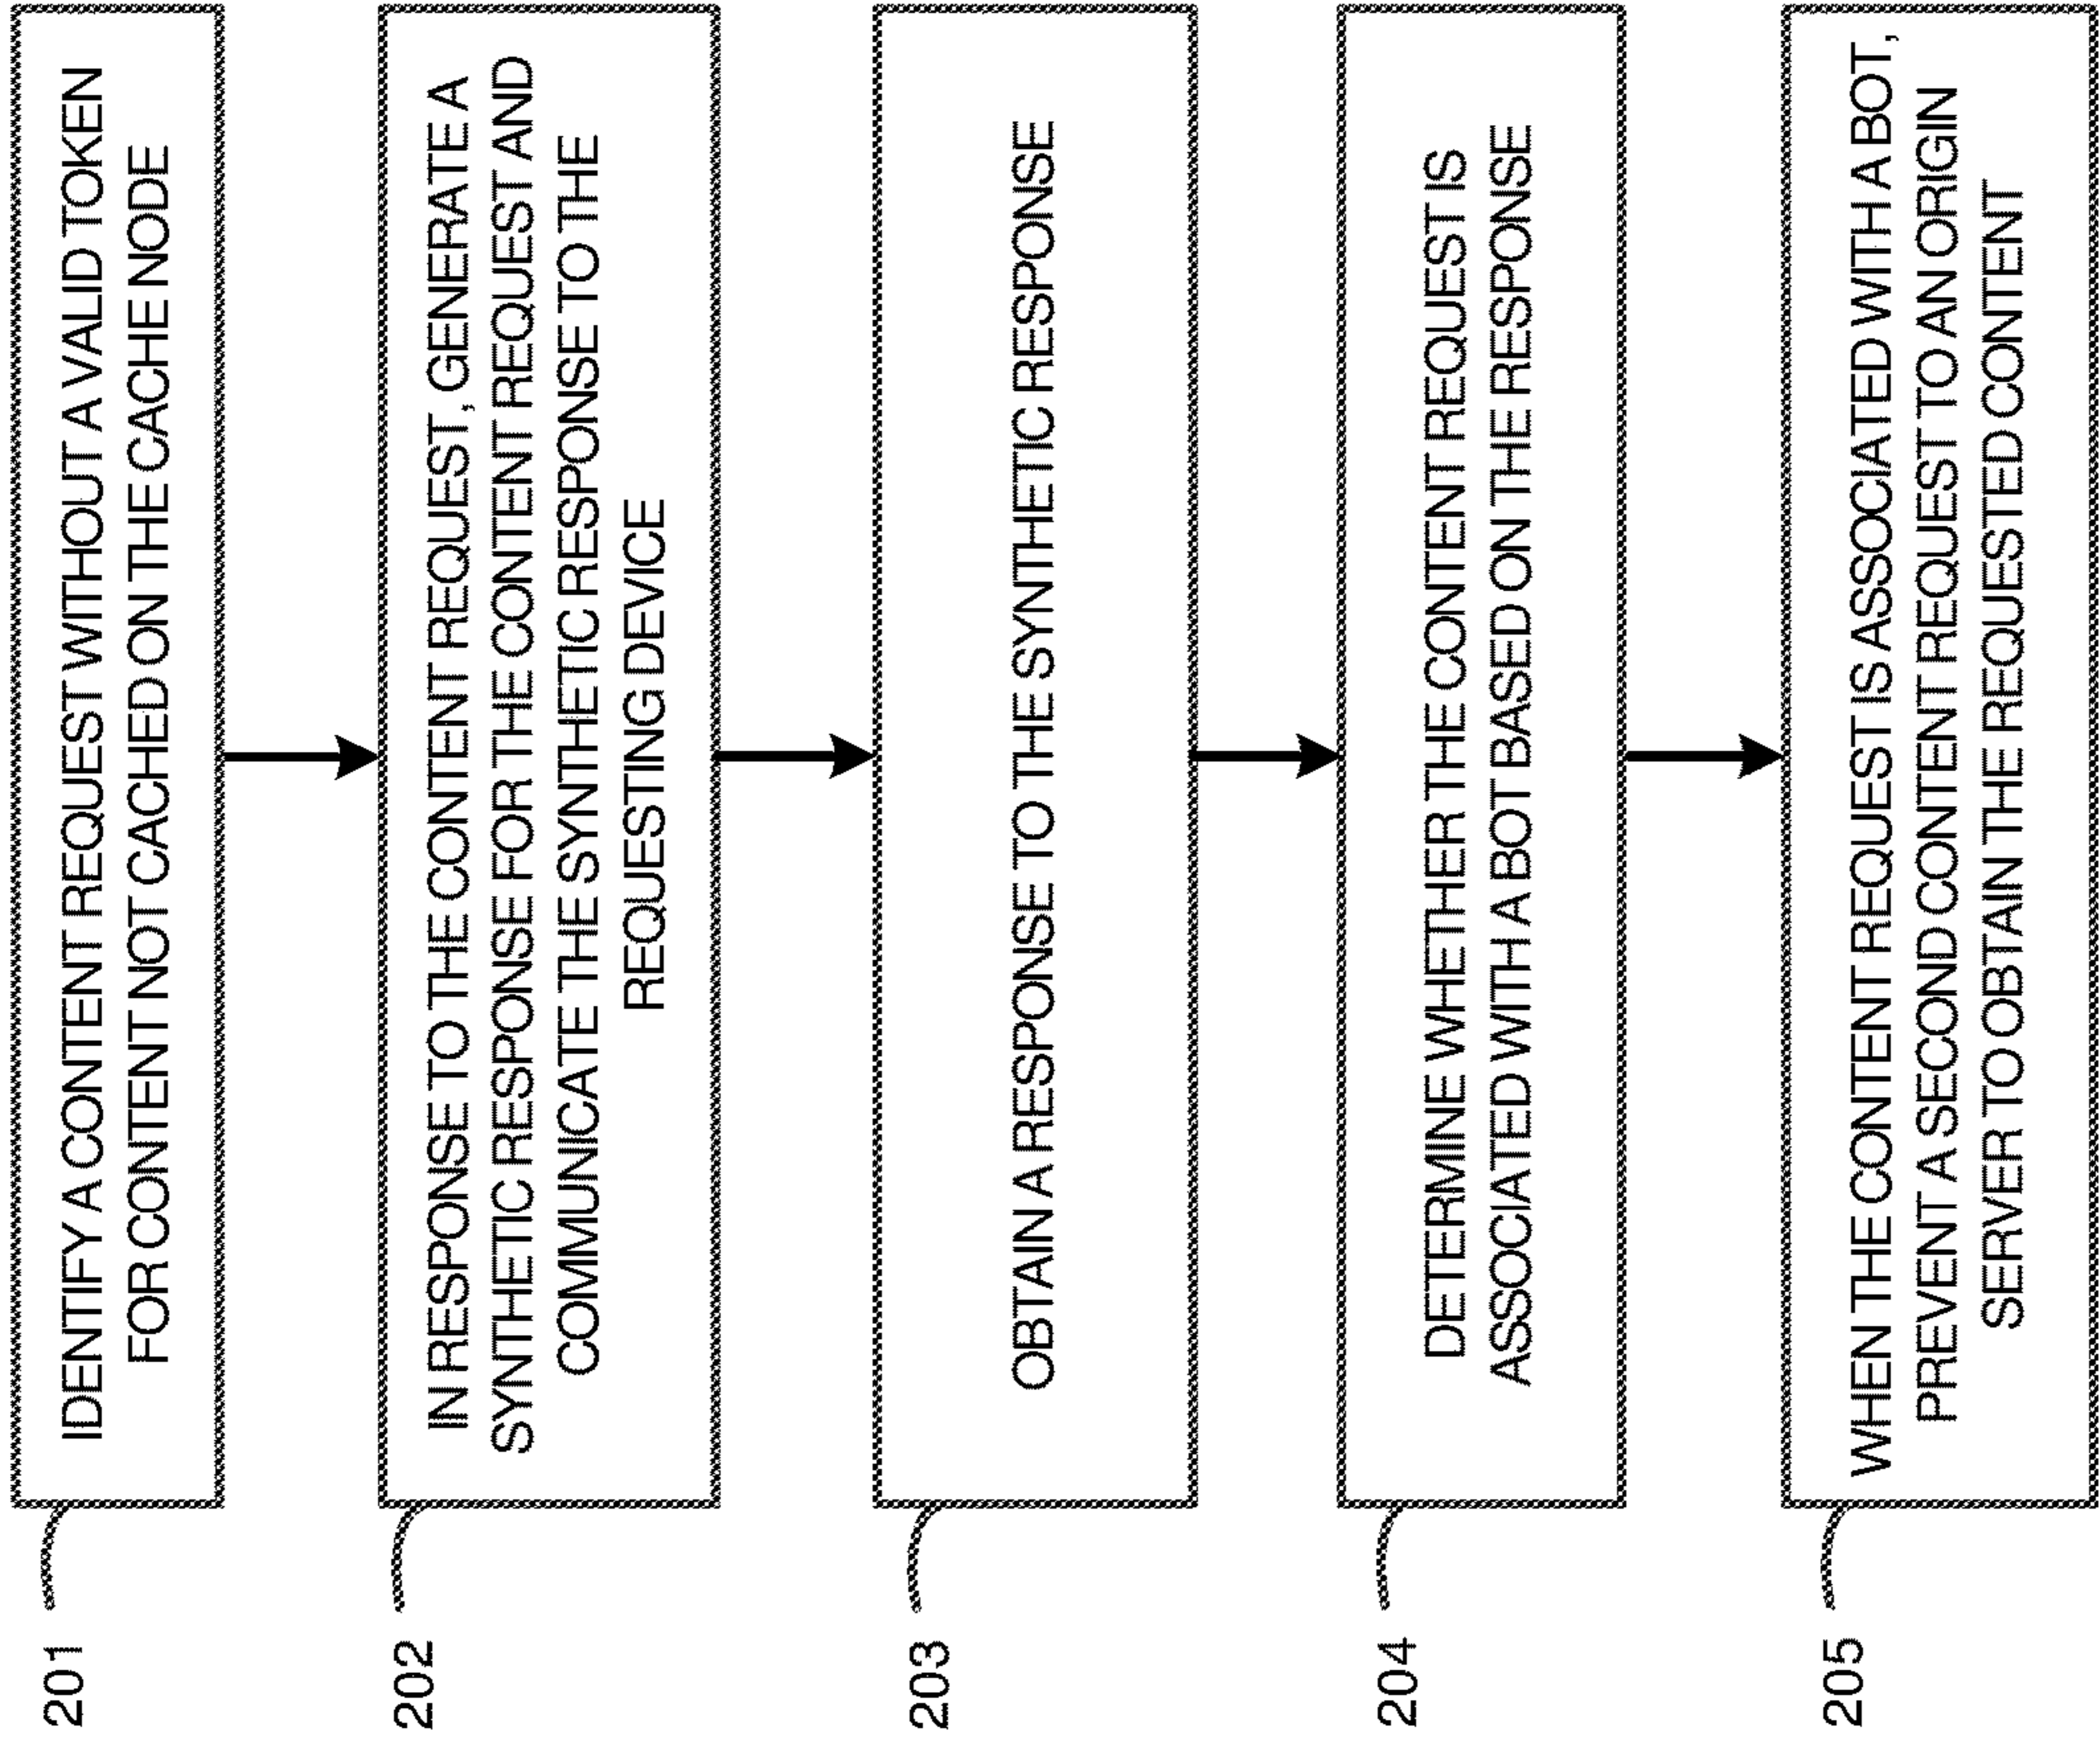 201
IDENTIFY A CONTENT REQUEST WITHOUT A VALID TOKEN
FOR CONTENT NOT CACHED ON THE CACHE NODE
202
IN RESPONSE TO THE CONTENT REQUEST, GENERATE A
SYNTHETIC RESPONSE FOR THE CONTENT REQUEST AND
COMMUNICATE THE SYNTHETIC RESPONSE TO THE
REQUESTING DEVICE
203
OBTAIN A RESPONSE TO THE SYNTHETIC RESPONSE
204
DETERMINE WHETHER THE CONTENT REQUEST IS
ASSOCIATED WITH A BOT BASED ON THE RESPONSE
205
WHEN THE CONTENT REQUEST IS ASSOCIATED WITH A BOT,
PREVENT A SECOND CONTENT REQUEST TO AN ORIGIN
SERVER TO OBTAIN THE REQUESTED CONTENT